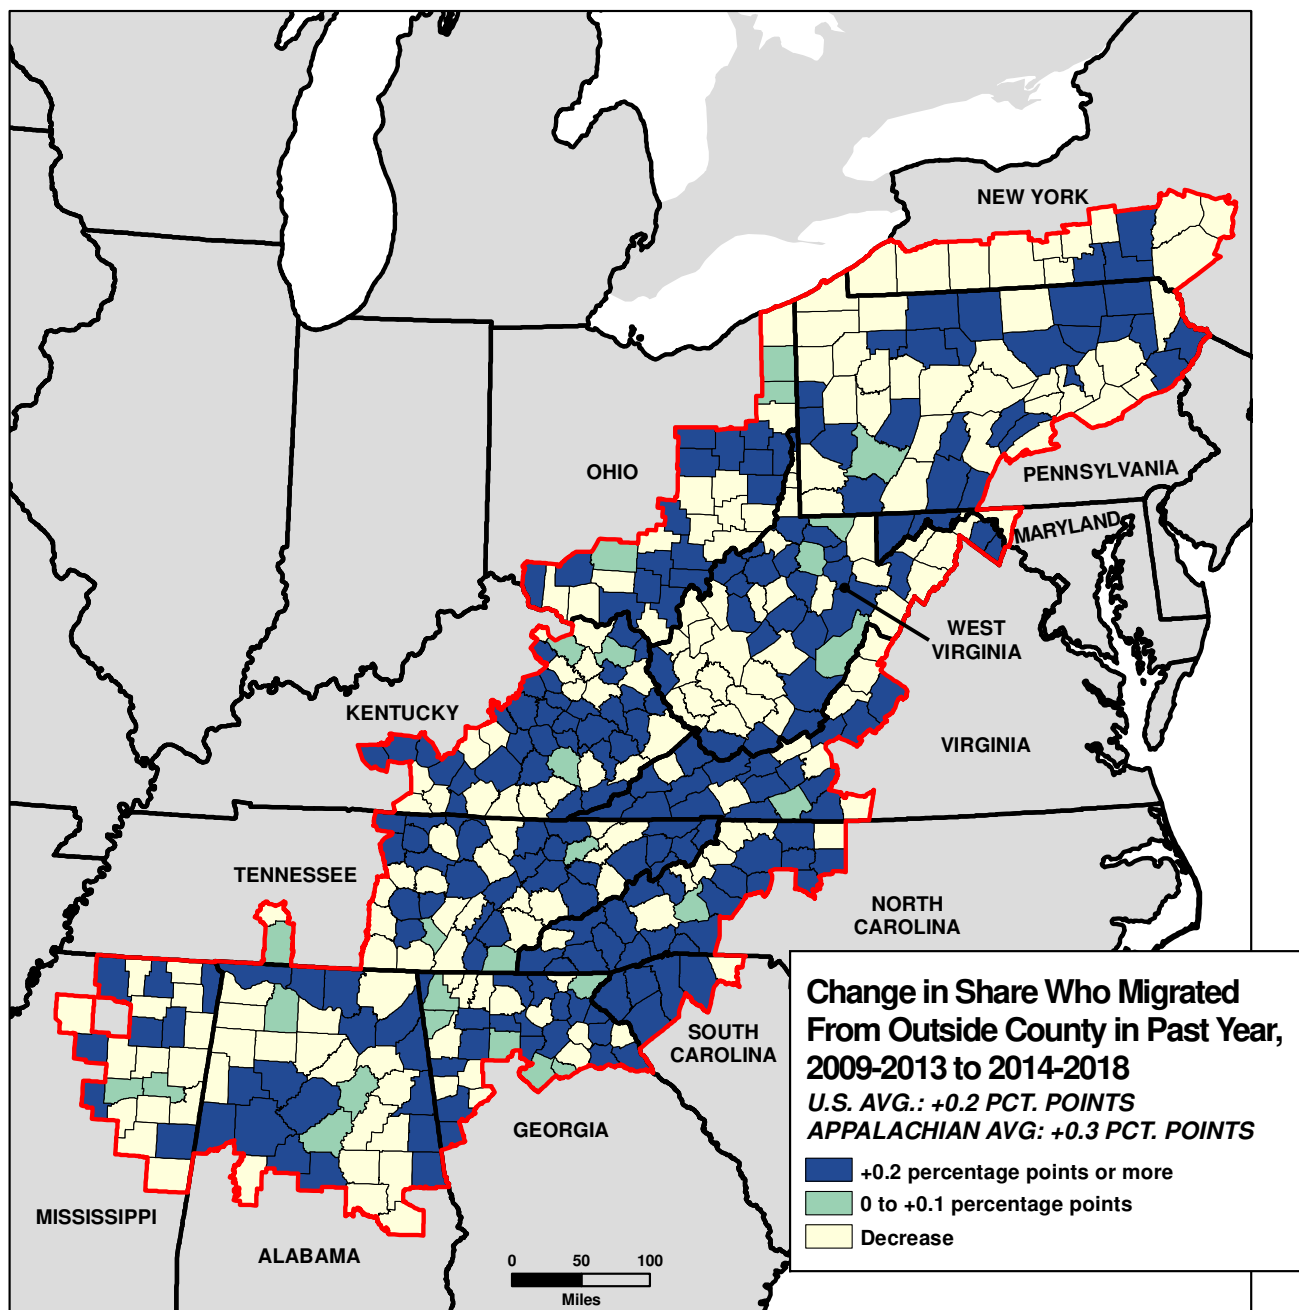 NEW YORK
OHIO
PENNSYLVANIA
MARYLAND
WEST
VIRGINIA
KENTUCKY
VIRGINIA
TENNESSEE
NORTH
CAROLINA
SOUTH
CAROLINA
GEORGIA
MISSISSIPPI
ALABAMA
Change in Share Who Migrated
From Outside County in Past Year,
2009-2013 to 2014-2018
U.S. AVG.: +0.2 PCT. POINTS
APPALACHIAN AVG: +0.3 PCT. POINTS
+0.2 percentage points or more
0 to +0.1 percentage points
Decrease
0 50 100
Miles